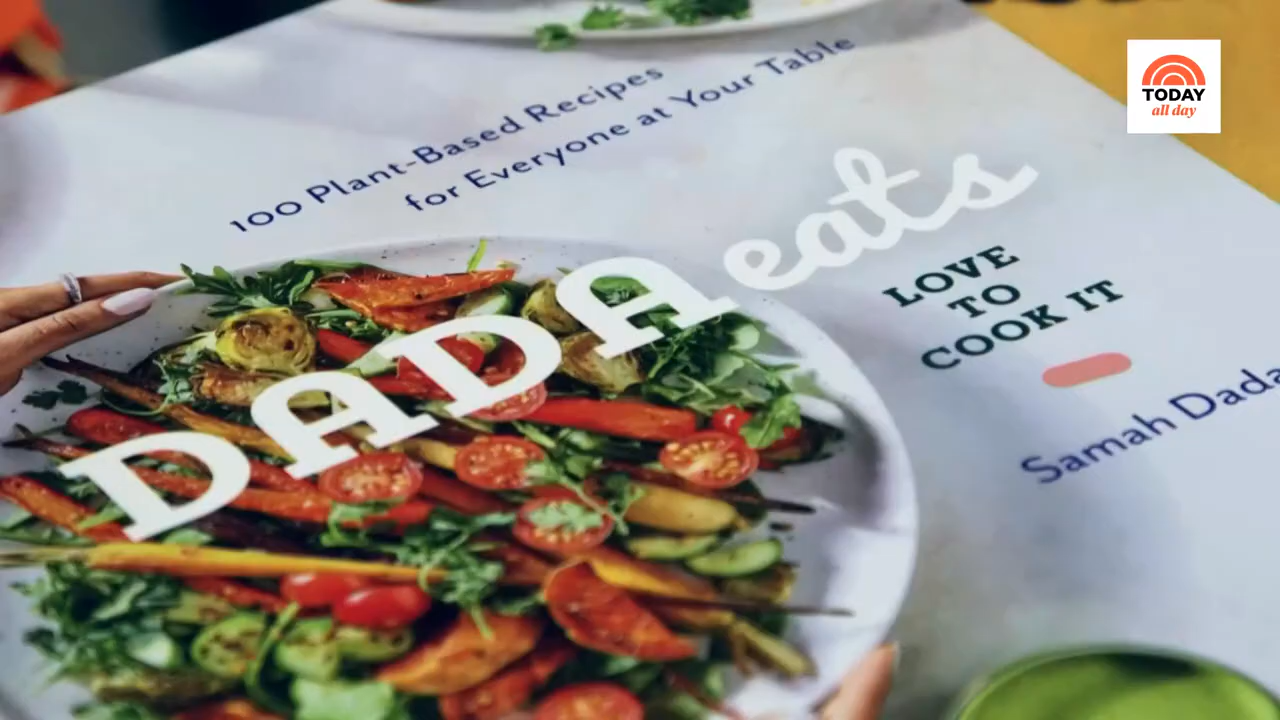 100 Plant-Based Recipes
for Everyone at Your Table
DADA eats
LOVE
TO
COOK IT
Samah Dada
TODAY
all day